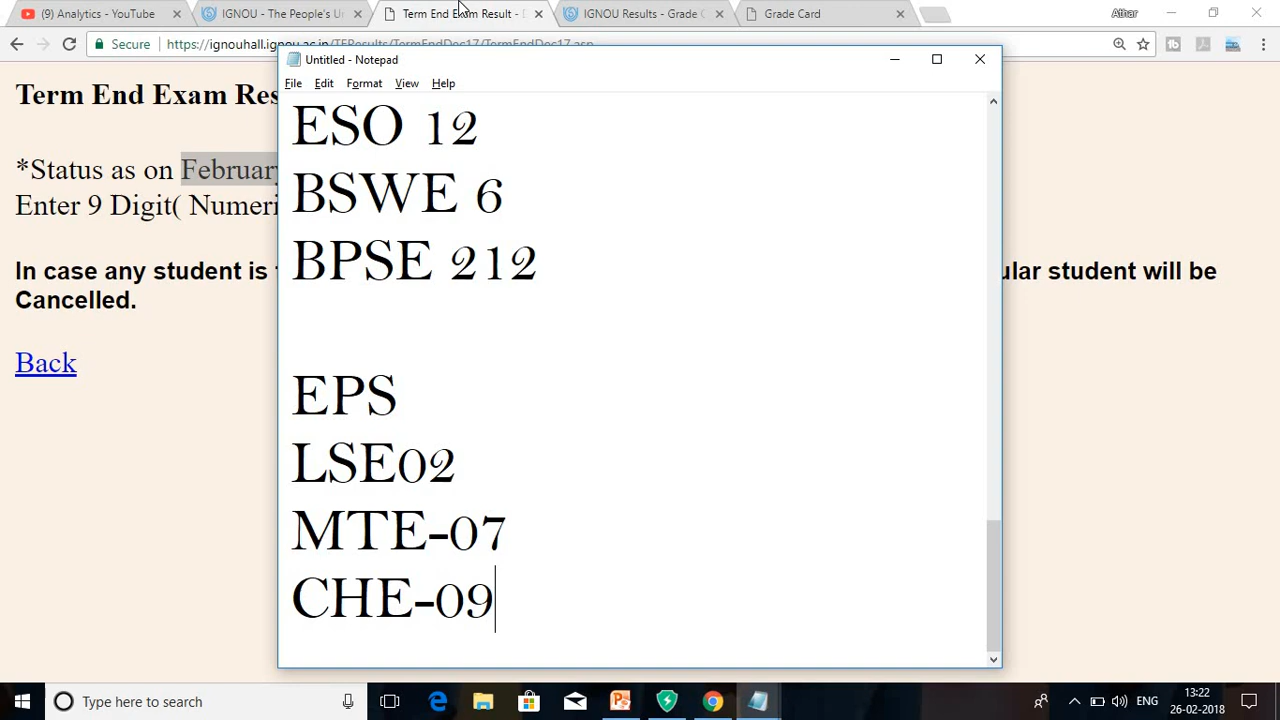 (9) Analytics - YouTube
IGNOU - The People's Un
Term End Exam Result - D
IGNOU Results - Grade C
Grade Card
Athar
Secure
https://ignouhall.ignou.ac.in/TEResults/TermEndDec17/TermEndDec17.asp
Untitled - Notepad
File Edit Format View Help
Term End Exam Res
*Status as on February
Enter 9 Digit( Numeri
In case any student is
ular student will be
Cancelled.
Back
ESO 12
BSWE 6
BPSE 212
EPS
LSE02
MTE-07
CHE-09
Type here to search
ENG
13:22
26-02-2018